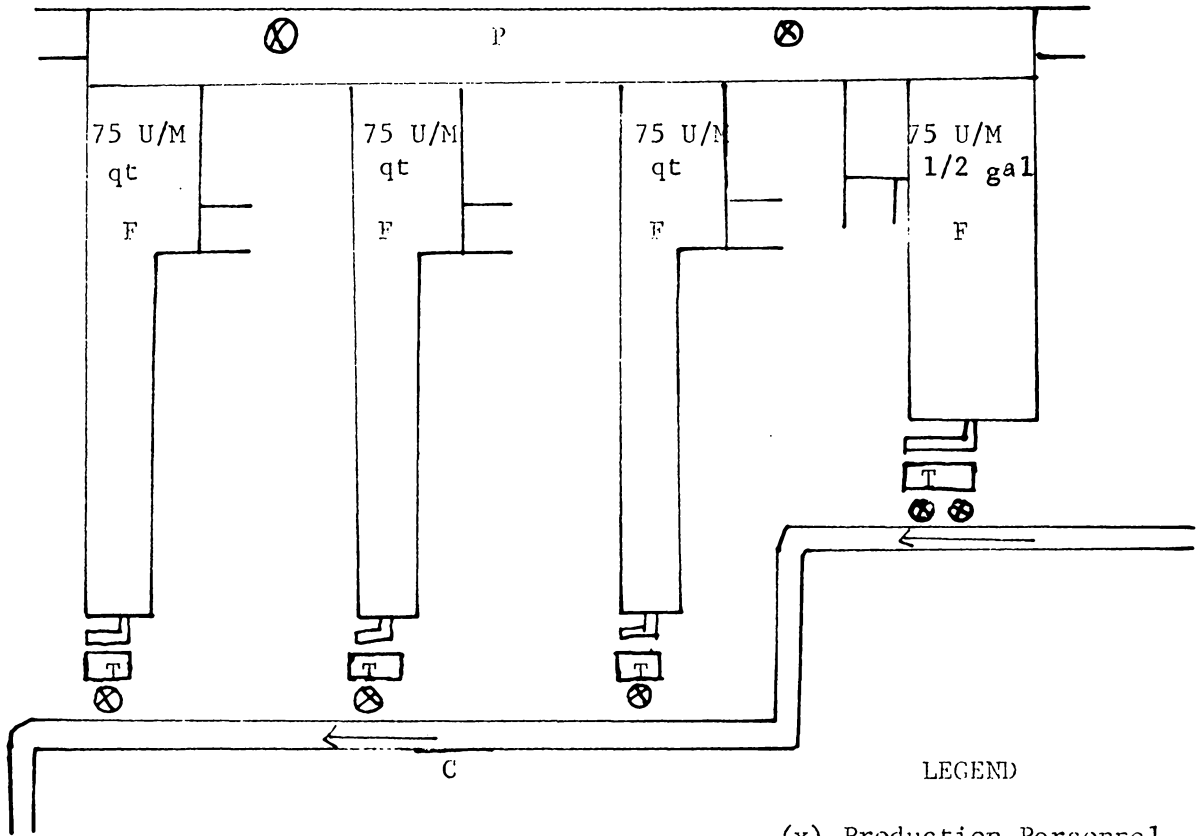 P
75 U/M
qt
F
75 U/M
qt
F
75 U/M
qt
F
75 U/M
1/2 gal
F
T
T
T
T
C
LEGEND
(x) Production Personnel